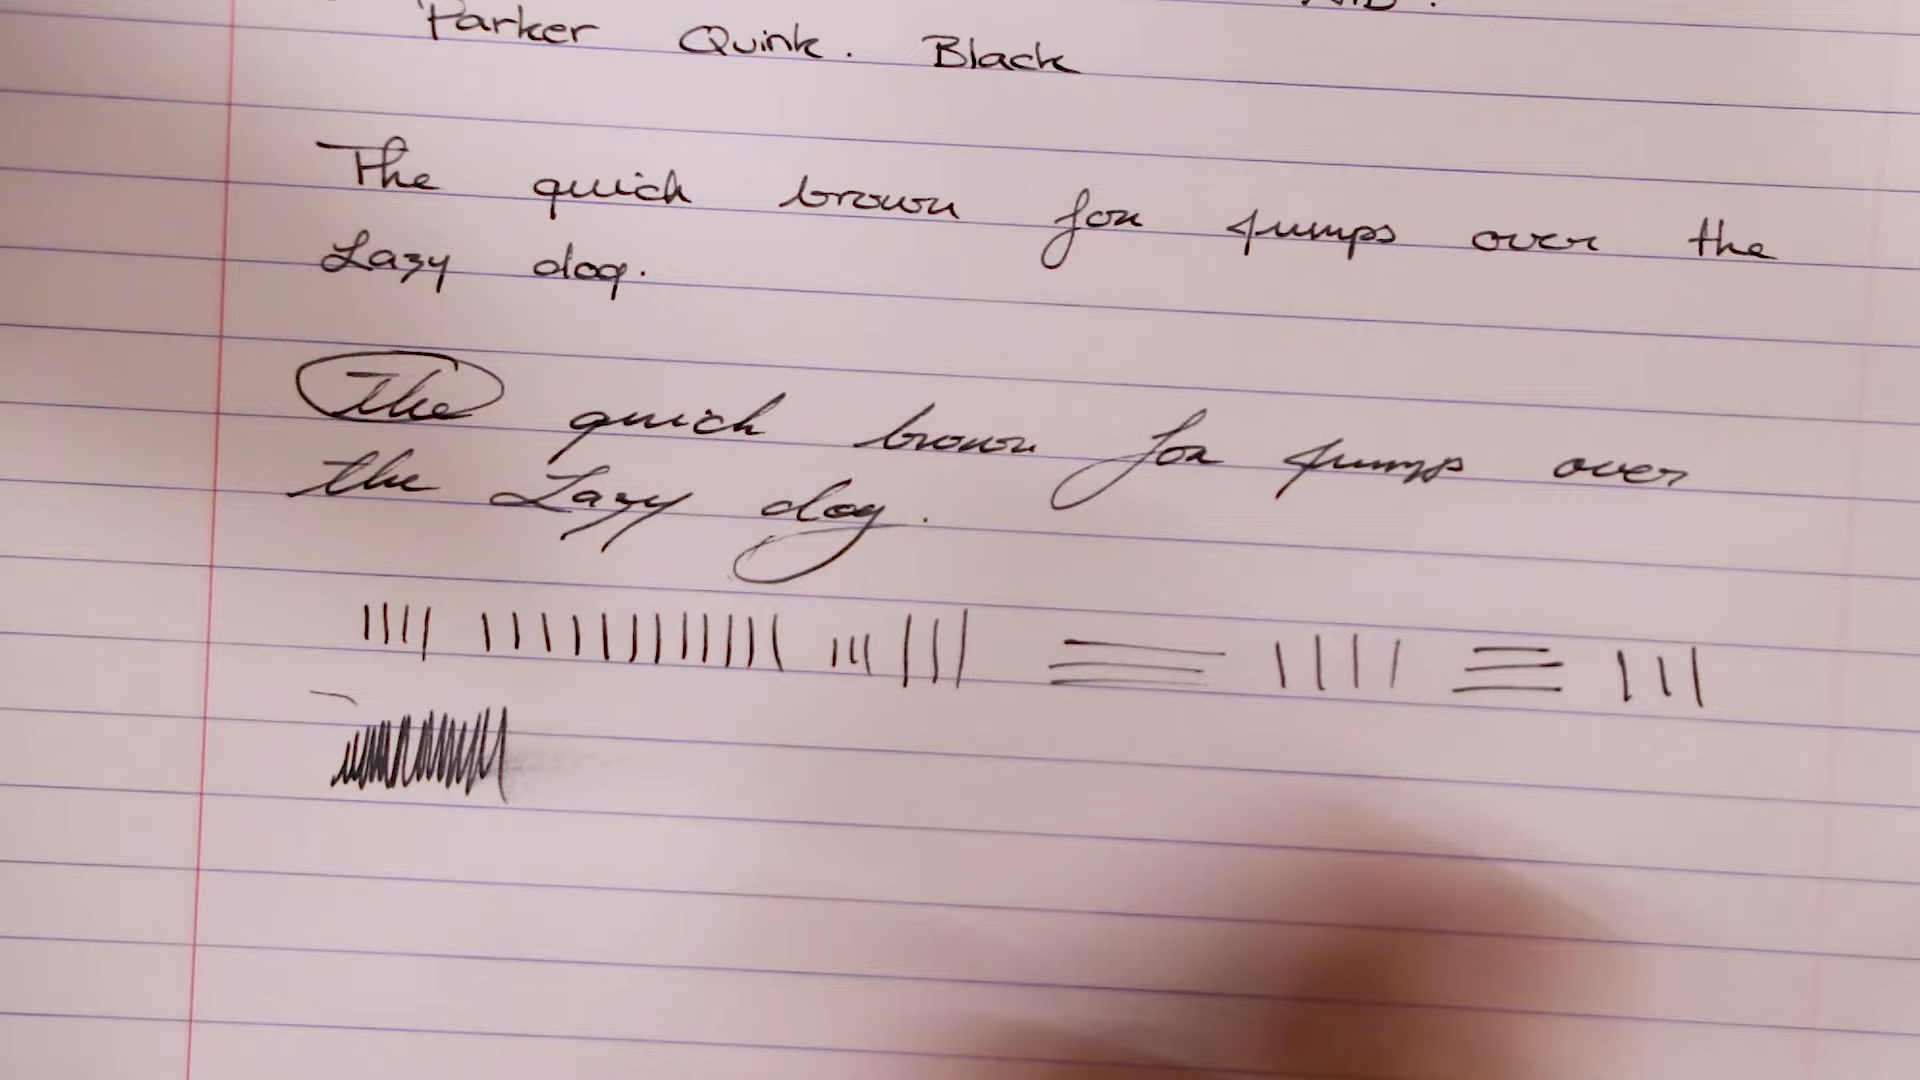 Parker Quink. Black
The quick brown fox jumps over the
Lazy dog.
The quick brown fox jumps over
the Lazy dog.